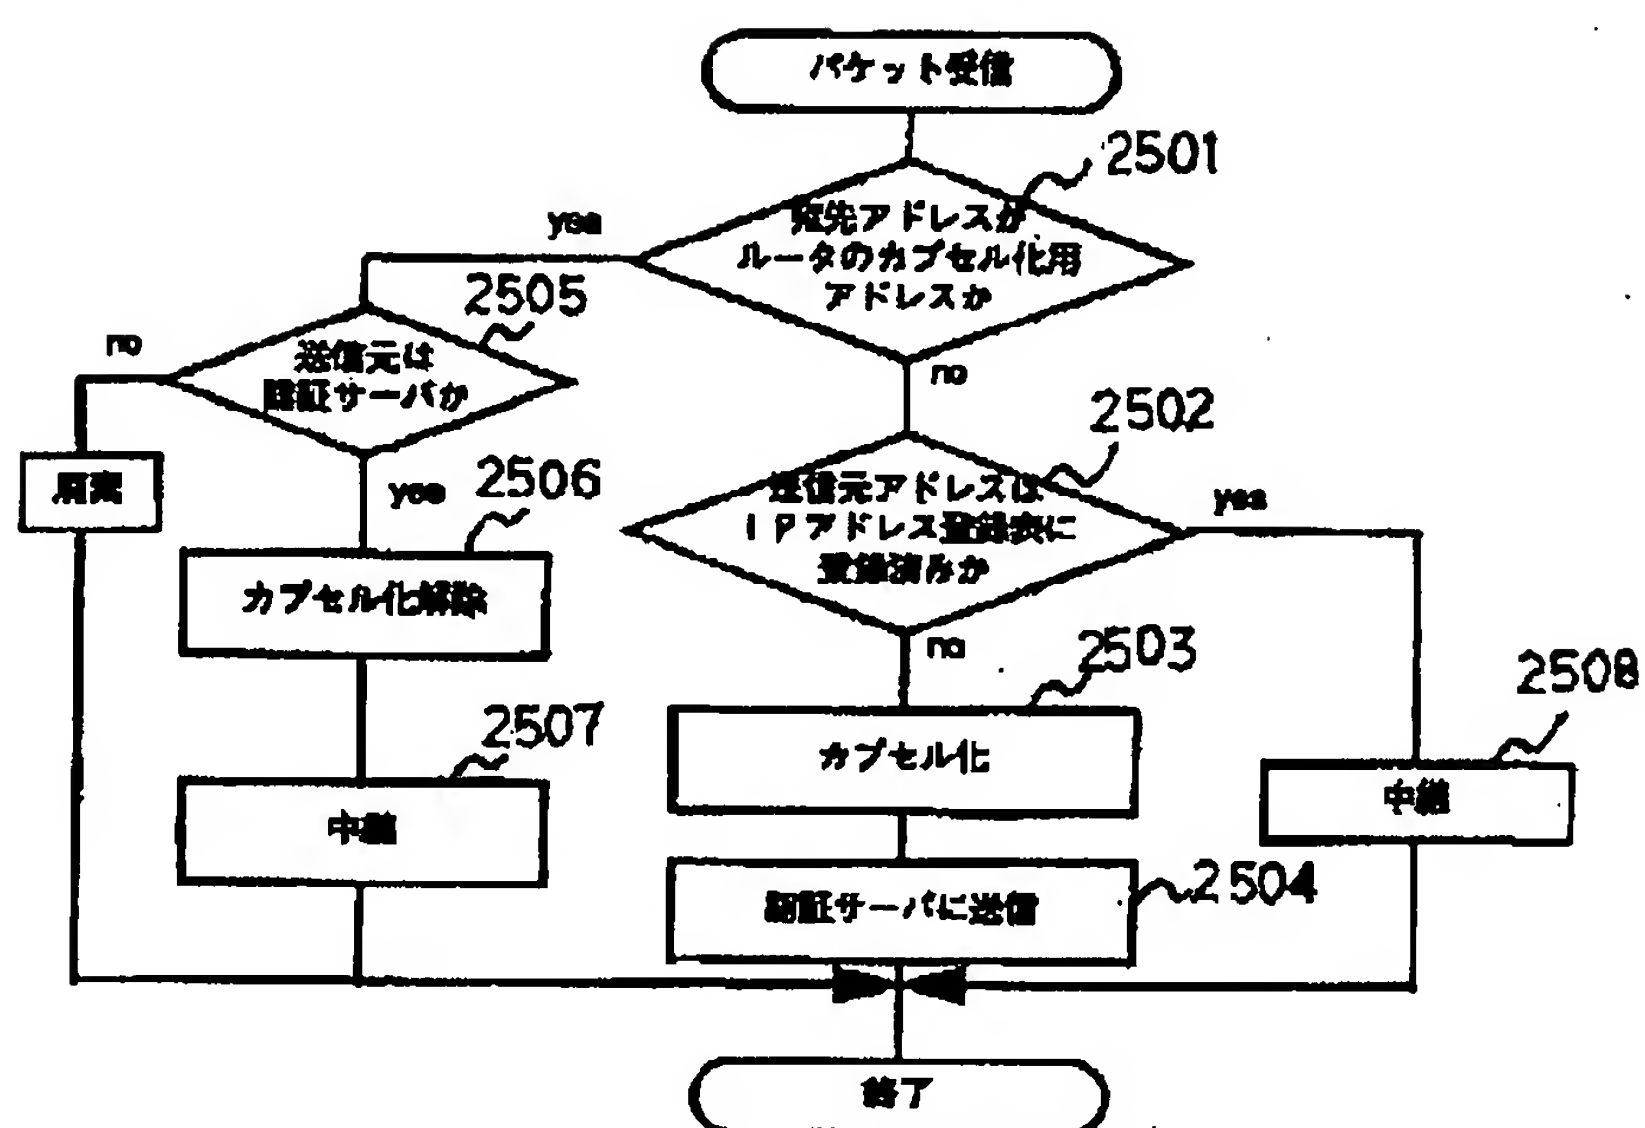 パケット受信
2501
宛先アドレスが
ルータのカプセル化用
アドレスか
yes
no
2505
送信元は
認証サーバか
no
yes
廃棄
2502
送信元アドレスは
IPアドレス登録表に
登録済みか
yes
no
2506
カプセル化解除
2507
中継
2503
カプセル化
2504
認証サーバに送信
2508
中継
終了